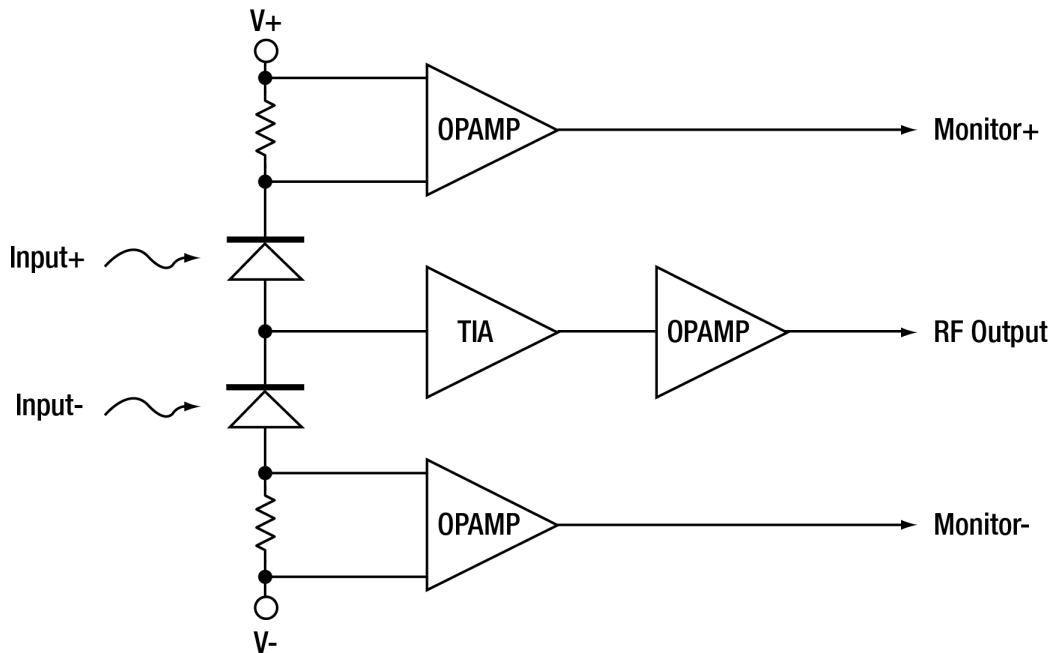 V+
OPAMP
Monitor+
Input+
TIA
OPAMP
RF Output
Input-
OPAMP
Monitor-
V-